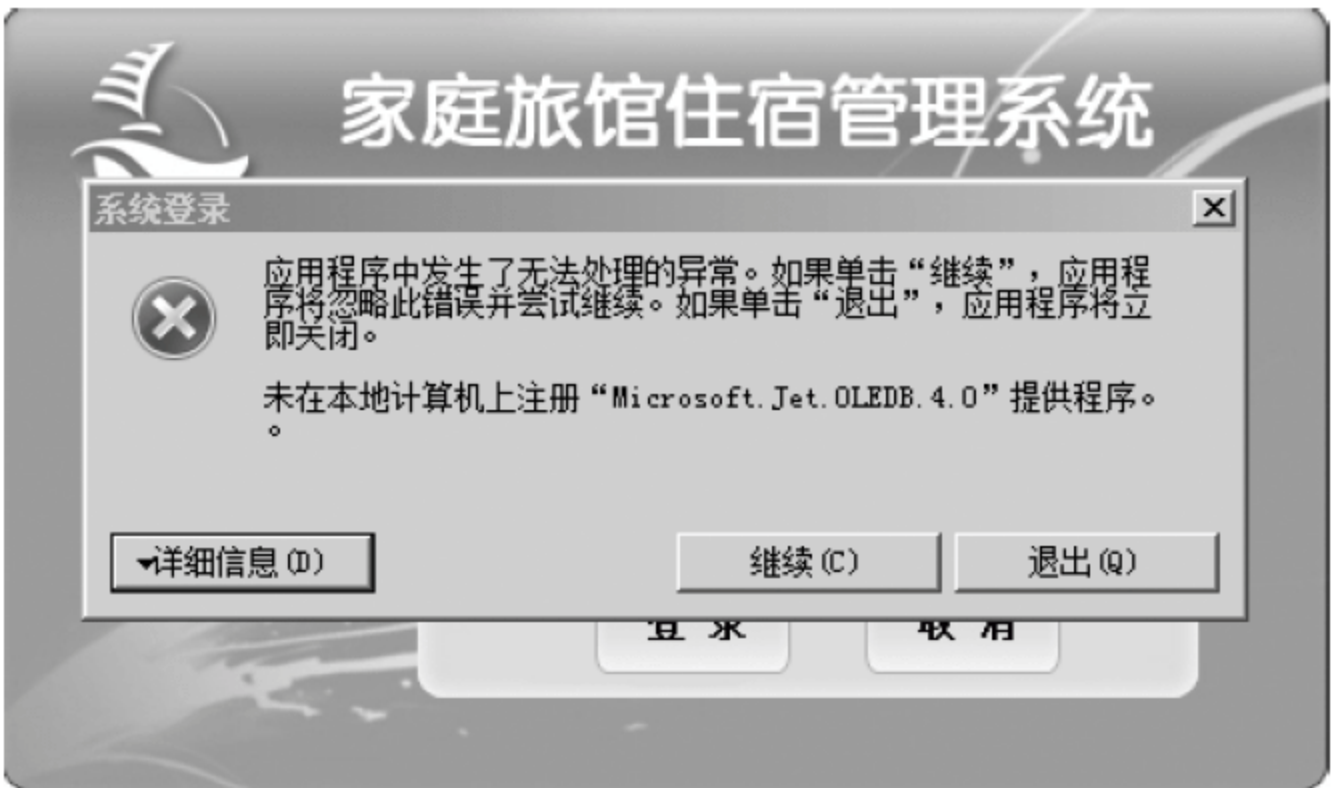 家庭旅馆住宿管理系统
系统登录
应用程序中发生了无法处理的异常。如果单击“继续”，应用程
序将忽略此错误并尝试继续。如果单击“退出”，应用程序将立
即关闭。
未在本地计算机上注册“Microsoft.Jet.OLEDB.4.0”提供程序。
。
详细信息(D)
继续(C)
退出(Q)
登 录
取 消